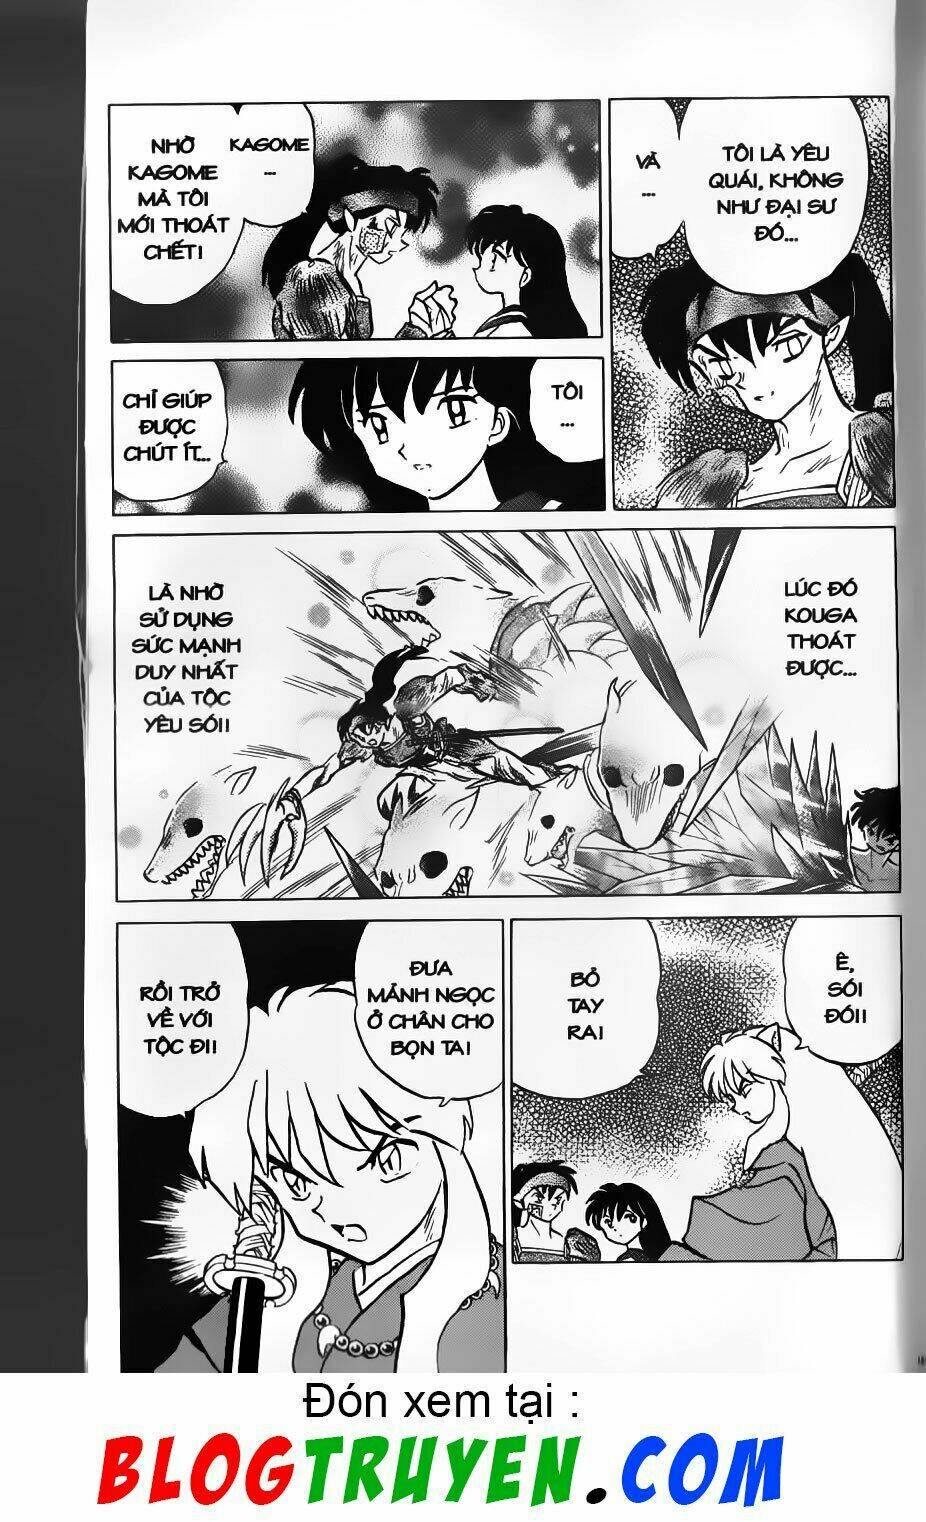 TÔI LÀ YÊU
QUÁI, KHÔNG
NHƯ ĐẠI SƯ
ĐÓ...
VÀ
...
KAGOME
...
NHỜ
KAGOME
MÀ TÔI
MỚI THOÁT
CHẾT!
TÔI
...
CHỈ GIÚP
ĐƯỢC
CHÚT ÍT...
LÚC ĐÓ
KOUGA
THOÁT
ĐƯỢC...
LÀ NHỜ
SỬ DỤNG
SỨC MẠNH
DUY NHẤT
CỦA TỘC
YÊU SÓI!
Ê,
SÓI
ĐÓI!
BỎ
TAY
RA!
ĐƯA
MẢNH NGỌC
Ở CHÂN CHO
BỌN TA!
RỒI TRỞ
VỀ VỚI
TỘC ĐI!
Đón xem tại :
BLOGTRUYEN.COM